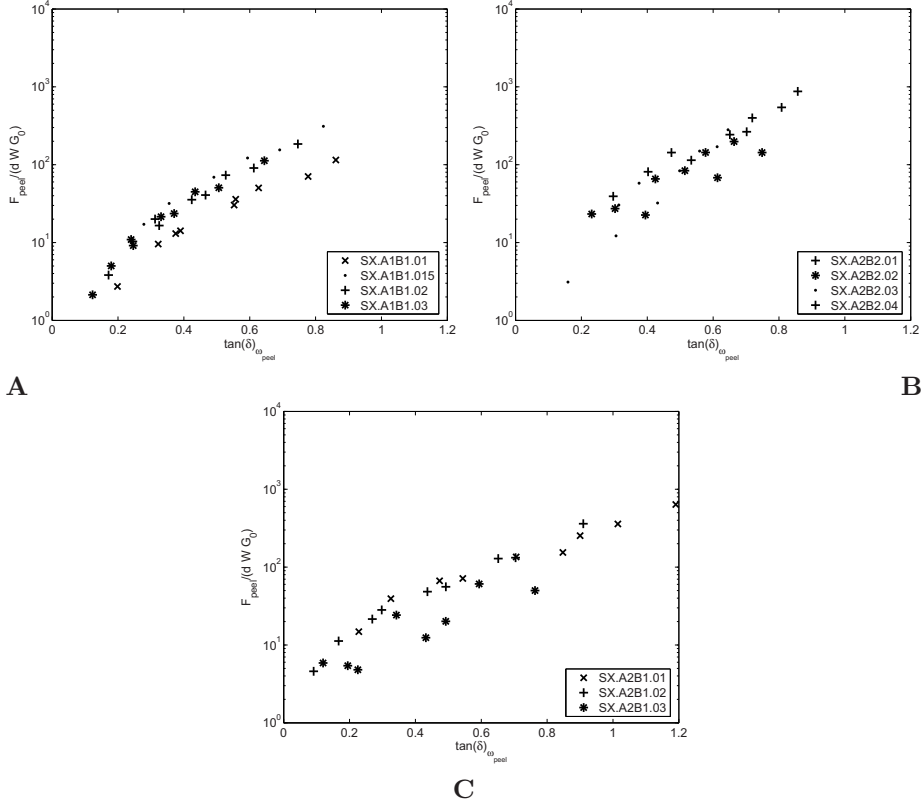 10^4
10^3
10^2
10^1
10^0
F_peel/(d W G_0)
0 0.2 0.4 0.6 0.8 1 1.2
tan(δ)_ω_peel
SX.A1B1.01
SX.A1B1.015
SX.A1B1.02
SX.A1B1.03
A
10^4
10^3
10^2
10^1
10^0
F_peel/(d W G_0)
0 0.2 0.4 0.6 0.8 1 1.2
tan(δ)_ω_peel
SX.A2B2.01
SX.A2B2.02
SX.A2B2.03
SX.A2B2.04
B
10^4
10^3
10^2
10^1
10^0
F_peel/(d W G_0)
0 0.2 0.4 0.6 0.8 1 1.2
tan(δ)_ω_peel
SX.A2B1.01
SX.A2B1.02
SX.A2B1.03
C